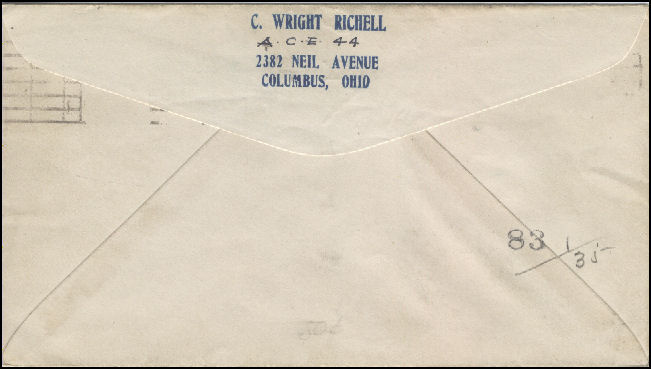 C. WRIGHT RICHELL
A.C.E. 44
2382 NEIL AVENUE
COLUMBUS, OHIO
83 1/35